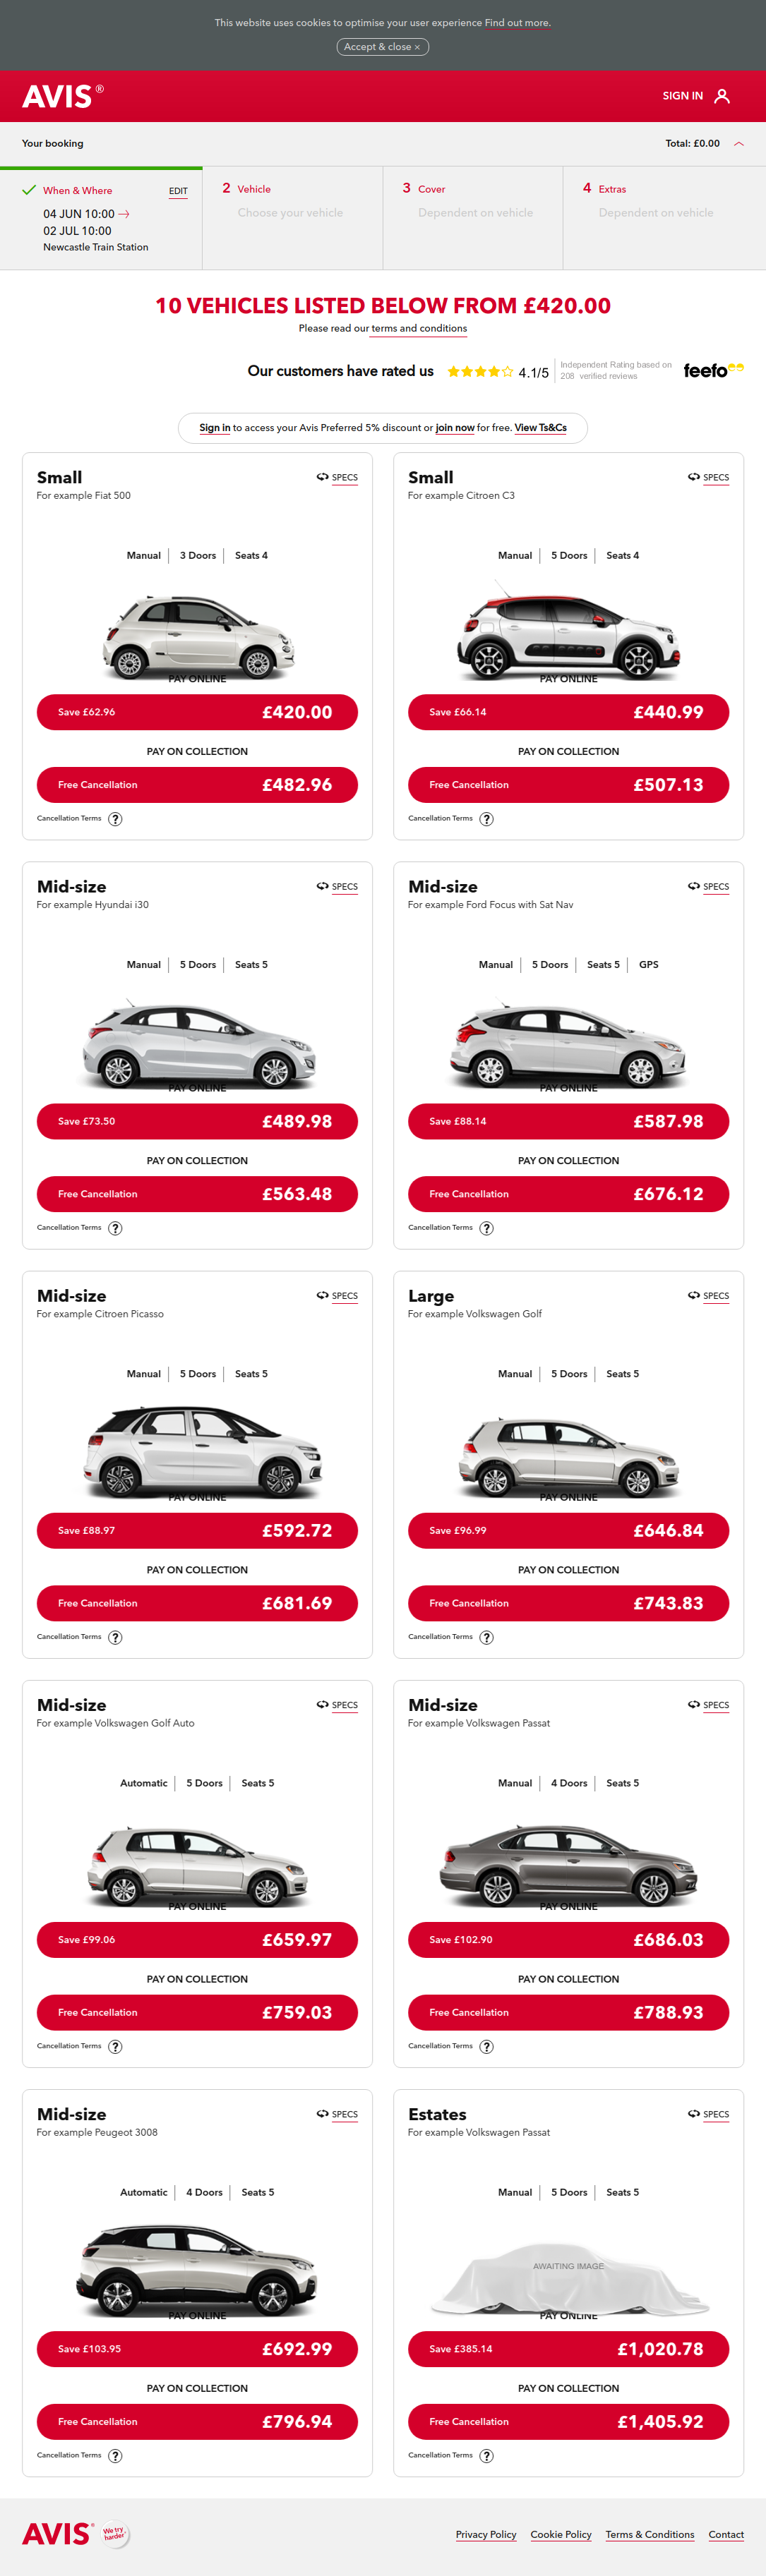 This website uses cookies to optimise your user experience Find out more.
Accept & close ×
AVIS ®
SIGN IN
Your booking
Total: £0.00
When & Where
EDIT
04 JUN 10:00 →
02 JUL 10:00
Newcastle Train Station
2 Vehicle
Choose your vehicle
3 Cover
Dependent on vehicle
4 Extras
Dependent on vehicle
10 VEHICLES LISTED BELOW FROM £420.00
Please read our terms and conditions
Our customers have rated us
4.1/5
Independent Rating based on
208 verified reviews
feefo
Sign in to access your Avis Preferred 5% discount or join now for free. View Ts&Cs
Small
SPECS
For example Fiat 500
Manual 3 Doors Seats 4
PAY ONLINE
Save £62.96 £420.00
PAY ON COLLECTION
Free Cancellation £482.96
Cancellation Terms ?
Small
SPECS
For example Citroen C3
Manual 5 Doors Seats 4
PAY ONLINE
Save £66.14 £440.99
PAY ON COLLECTION
Free Cancellation £507.13
Cancellation Terms ?
Mid-size
SPECS
For example Hyundai i30
Manual 5 Doors Seats 5
PAY ONLINE
Save £73.50 £489.98
PAY ON COLLECTION
Free Cancellation £563.48
Cancellation Terms ?
Mid-size
SPECS
For example Ford Focus with Sat Nav
Manual 5 Doors Seats 5 GPS
PAY ONLINE
Save £88.14 £587.98
PAY ON COLLECTION
Free Cancellation £676.12
Cancellation Terms ?
Mid-size
SPECS
For example Citroen Picasso
Manual 5 Doors Seats 5
PAY ONLINE
Save £88.97 £592.72
PAY ON COLLECTION
Free Cancellation £681.69
Cancellation Terms ?
Large
SPECS
For example Volkswagen Golf
Manual 5 Doors Seats 5
PAY ONLINE
Save £96.99 £646.84
PAY ON COLLECTION
Free Cancellation £743.83
Cancellation Terms ?
Mid-size
SPECS
For example Volkswagen Golf Auto
Automatic 5 Doors Seats 5
PAY ONLINE
Save £99.06 £659.97
PAY ON COLLECTION
Free Cancellation £759.03
Cancellation Terms ?
Mid-size
SPECS
For example Volkswagen Passat
Manual 4 Doors Seats 5
PAY ONLINE
Save £102.90 £686.03
PAY ON COLLECTION
Free Cancellation £788.93
Cancellation Terms ?
Mid-size
SPECS
For example Peugeot 3008
Automatic 4 Doors Seats 5
PAY ONLINE
Save £103.95 £692.99
PAY ON COLLECTION
Free Cancellation £796.94
Cancellation Terms ?
Estates
SPECS
For example Volkswagen Passat
Manual 5 Doors Seats 5
AWAITING IMAGE
PAY ONLINE
Save £385.14 £1,020.78
PAY ON COLLECTION
Free Cancellation £1,405.92
Cancellation Terms ?
AVIS
We try
harder.
Privacy Policy Cookie Policy Terms & Conditions Contact